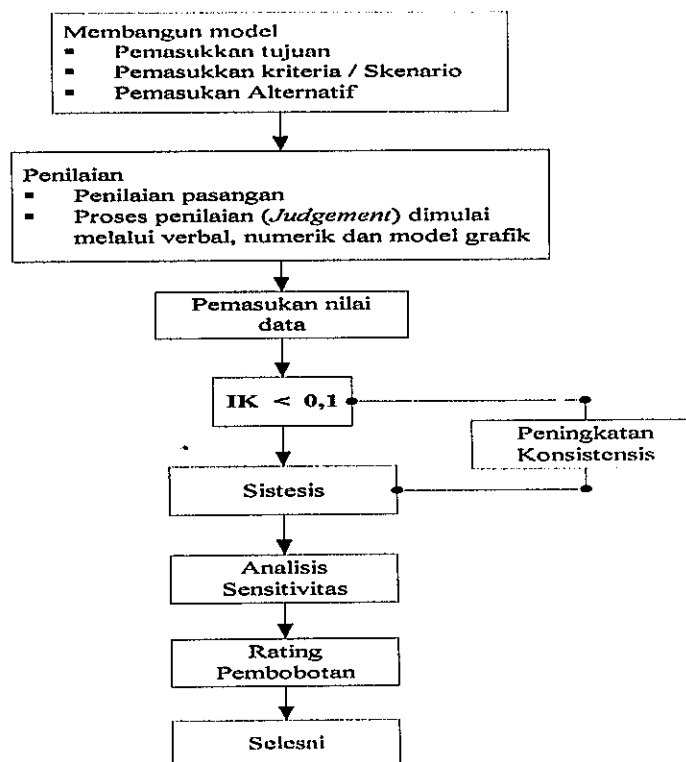 Membangun model
▪ Pemasukkan tujuan
▪ Pemasukkan kriteria / Skenario
▪ Pemasukan Alternatif
Penilaian
▪ Penilaian pasangan
▪ Proses penilaian (Judgement) dimulai
melalui verbal, numerik dan model grafik
Pemasukan nilai
data
IK < 0,1
Peningkatan
Konsistensis
Sistesis
Analisis
Sensitivitas
Rating
Pembobotan
Selesni